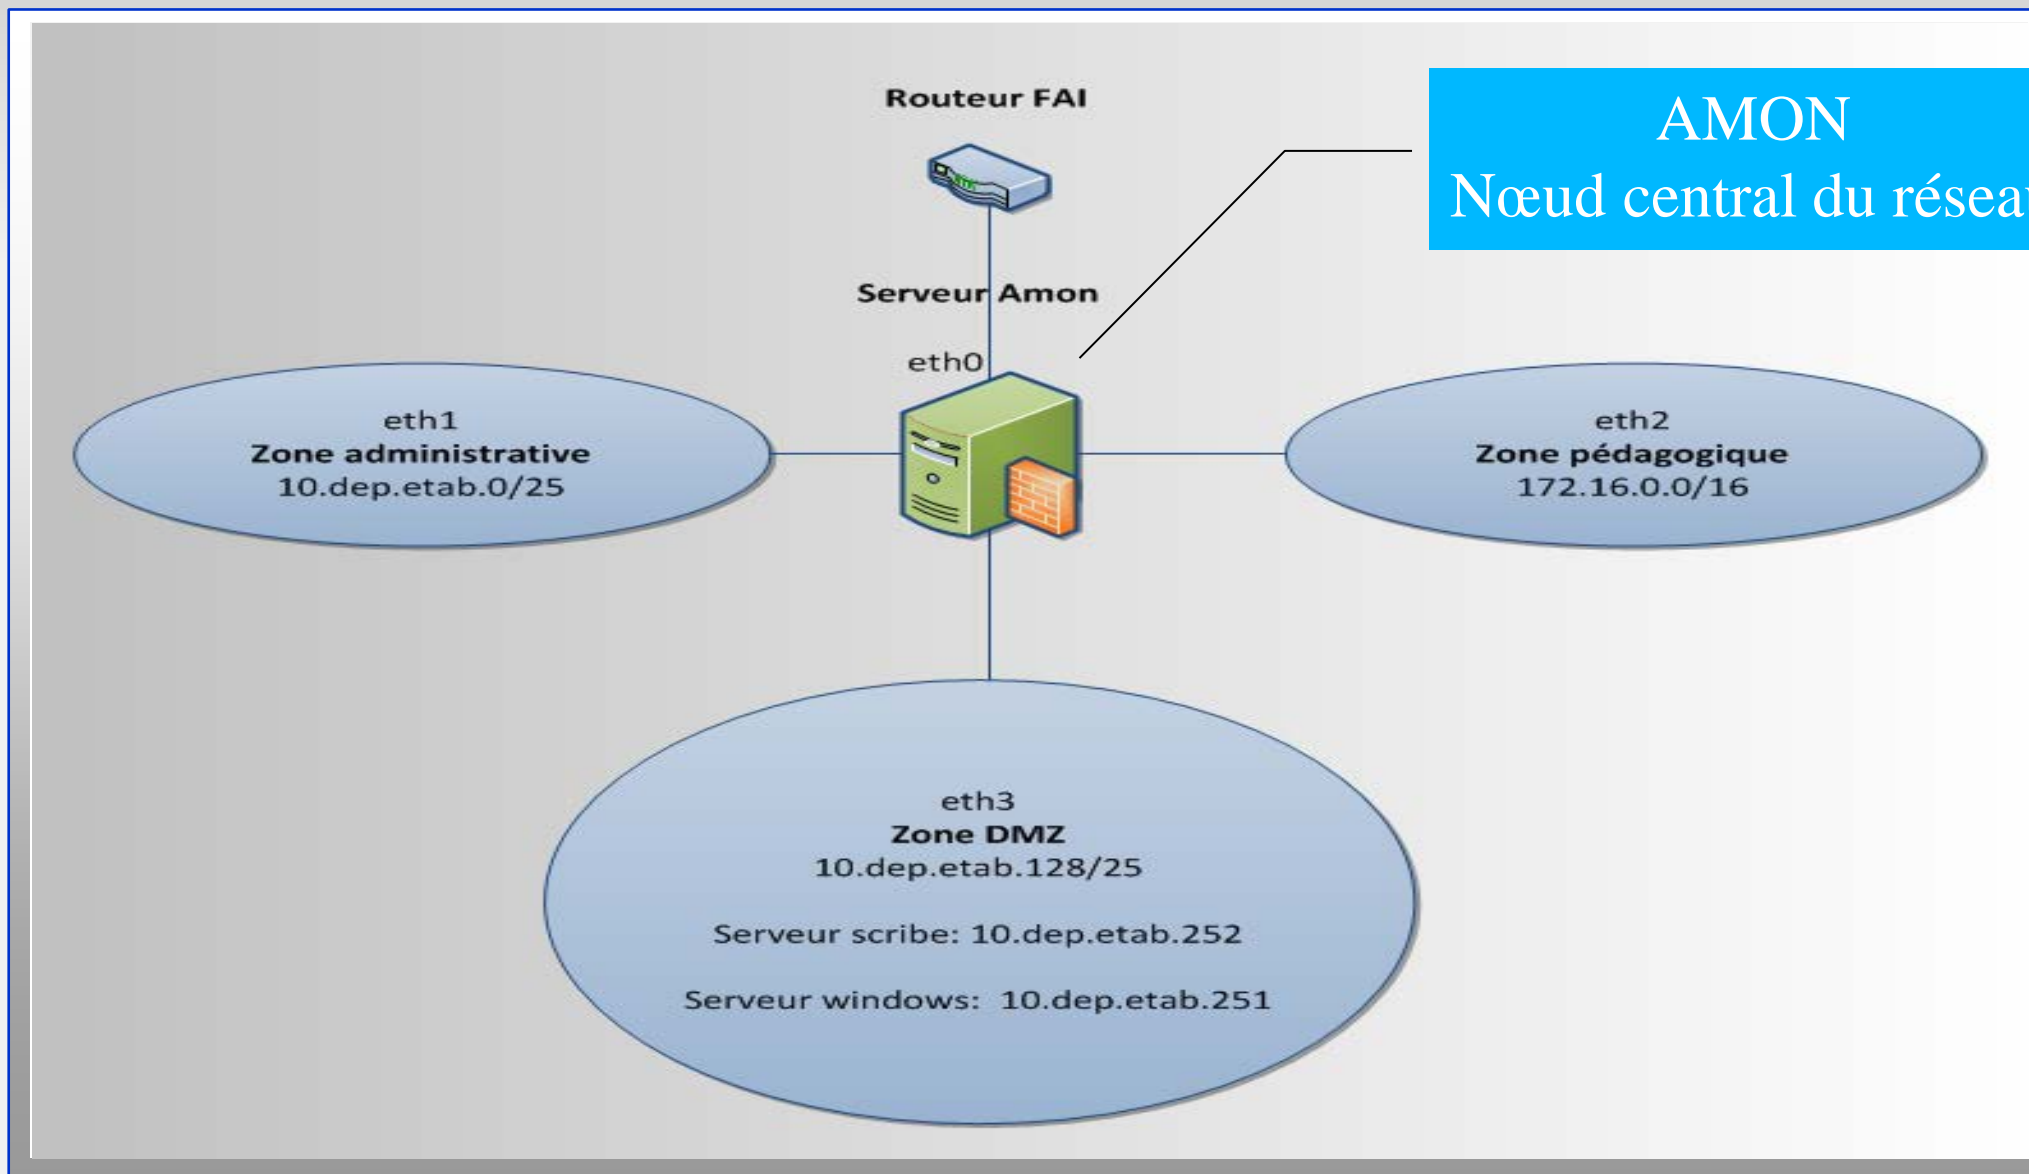 Routeur FAI
AMON
Nœud central du réseau
Serveur Amon
eth0
eth1
Zone administrative
10.dep.etab.0/25
eth2
Zone pédagogique
172.16.0.0/16
eth3
Zone DMZ
10.dep.etab.128/25
Serveur scribe: 10.dep.etab.252
Serveur windows: 10.dep.etab.251